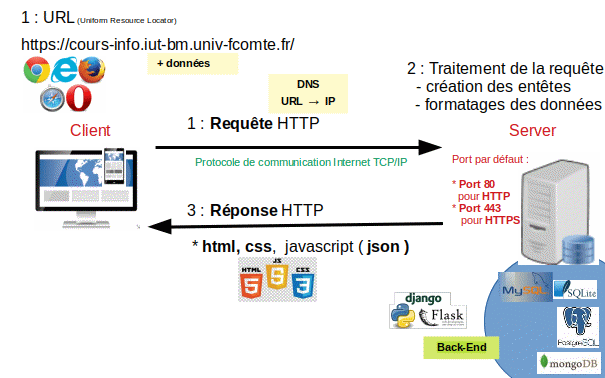 1 : URL (Uniform Resource Locator)
https://cours-info.iut-bm.univ-fcomte.fr/
+ données
DNS
URL → IP
2 : Traitement de la requête
- création des entêtes
- formatages des données
Client
1 : Requête HTTP
Server
Protocole de communication Internet TCP/IP
Port par défaut :
* Port 80
pour HTTP
* Port 443
pour HTTPS
3 : Réponse HTTP
* html, css, javascript ( json )
HTML
5
JS
5
CSS
3
django
Flask
Back-End
MySQL
SQLite
PostgreSQL
mongoDB